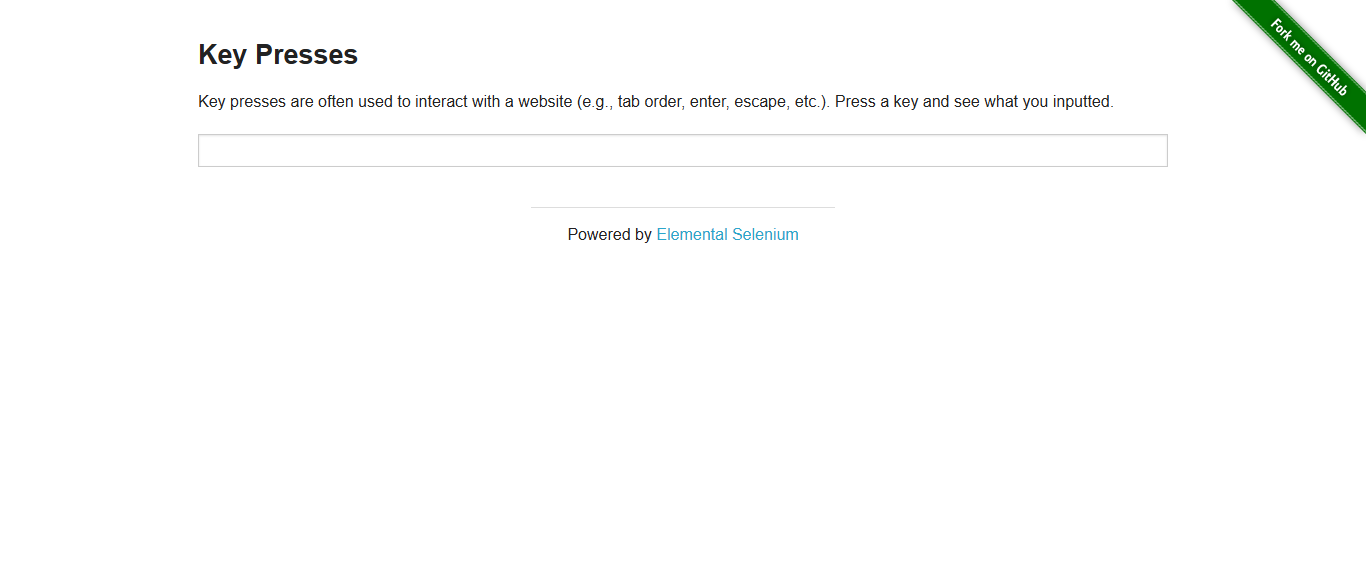 Key Presses
Fork me on GitHub
Key presses are often used to interact with a website (e.g., tab order, enter, escape, etc.). Press a key and see what you inputted.
Powered by Elemental Selenium